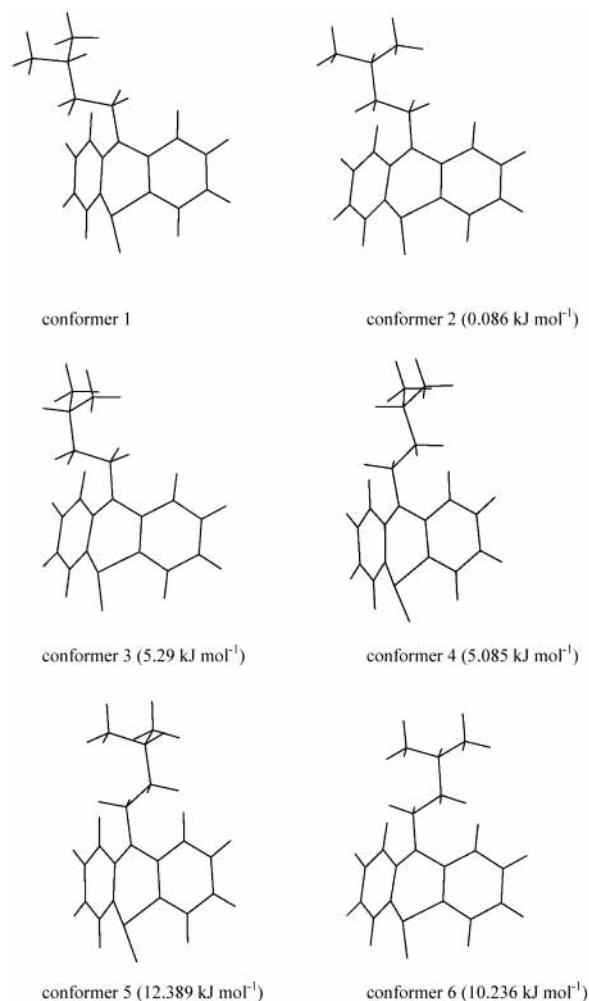 conformer 1
conformer 2 (0.086 kJ mol⁻¹)
conformer 3 (5.29 kJ mol⁻¹)
conformer 4 (5.085 kJ mol⁻¹)
conformer 5 (12.389 kJ mol⁻¹)
conformer 6 (10.236 kJ mol⁻¹)